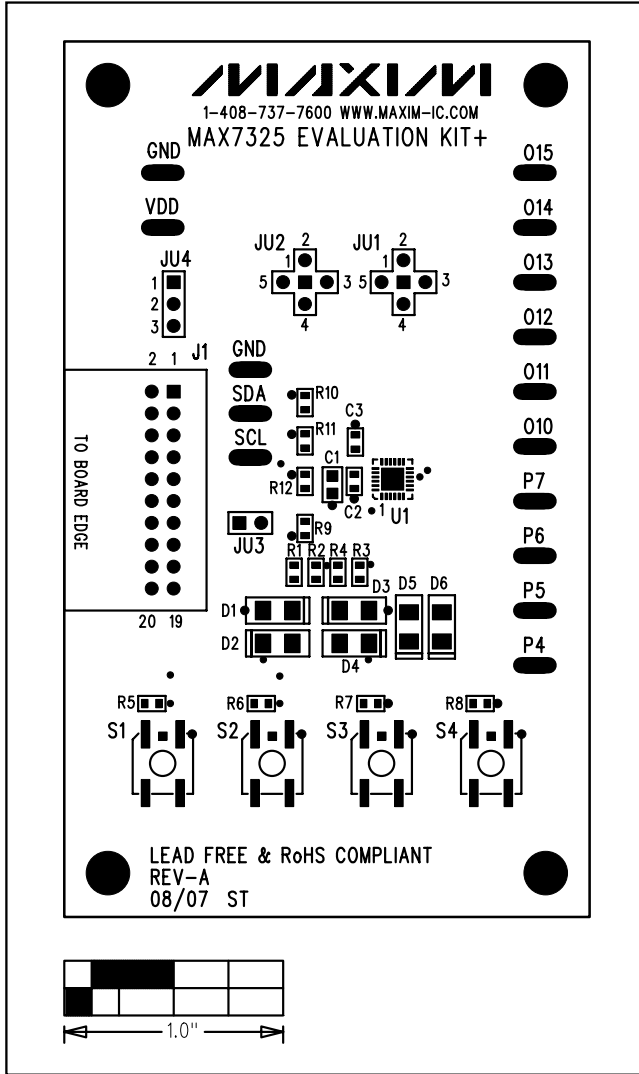 MAXIM
1-408-737-7600 WWW.MAXIM-IC.COM
MAX7325 EVALUATION KIT+
GND
O15
VDD
O14
JU4
1
2
3
JU2
2
1
5
3
4
JU1
2
1
5
3
4
O13
O12
J1
2 1
GND
O11
SDA
R10
C3
O10
SCL
R11
C1
R12
C2
1
U1
P7
TO BOARD EDGE
JU3
R9
P6
R1 R2 R4 R3
20 19
D1
D3
D5 D6
P5
D2
D4
P4
R5
R6
R7
R8
S1
S2
S3
S4
LEAD FREE & RoHS COMPLIANT
REV-A
08/07 ST
1.0"